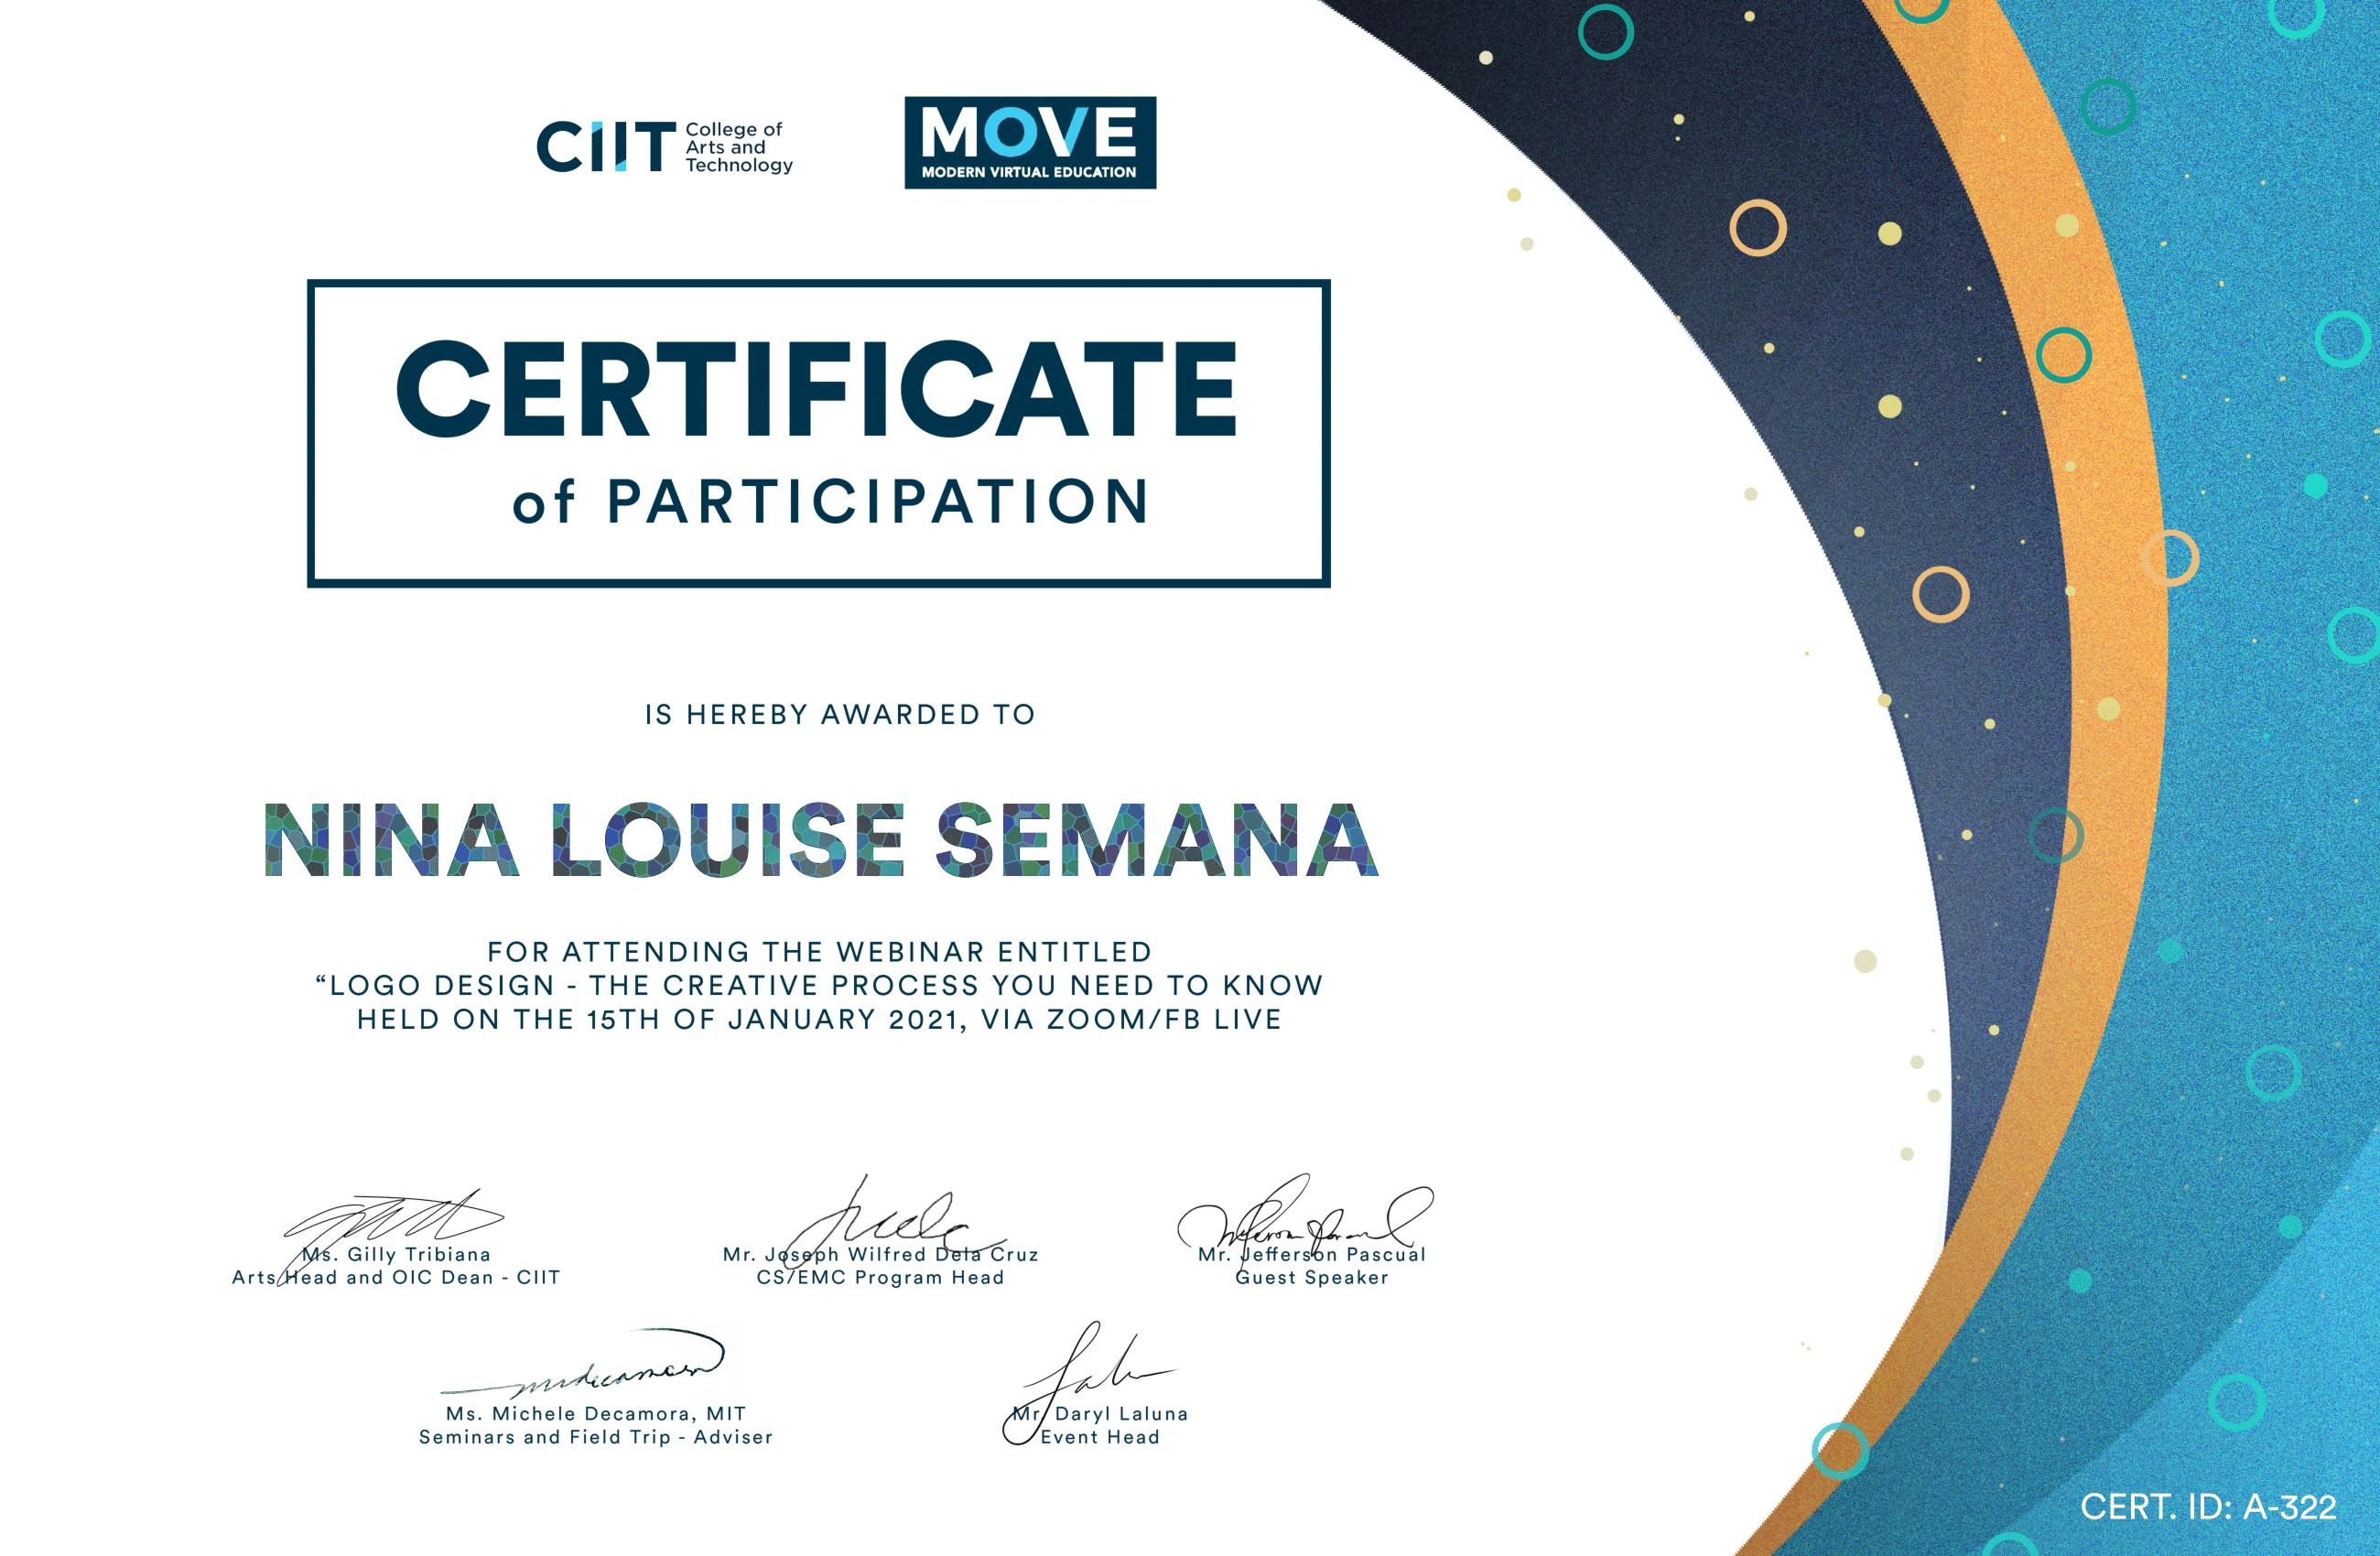 CIIT College of
Arts and
Technology
MOVE
MODERN VIRTUAL EDUCATION
CERTIFICATE
of PARTICIPATION
IS HEREBY AWARDED TO
NINA LOUISE SEMANA
FOR ATTENDING THE WEBINAR ENTITLED
“LOGO DESIGN - THE CREATIVE PROCESS YOU NEED TO KNOW
HELD ON THE 15TH OF JANUARY 2021, VIA ZOOM/FB LIVE
Ms. Gilly Tribiana
Arts Head and OIC Dean - CIIT
Mr. Joseph Wilfred Dela Cruz
CS/EMC Program Head
Mr. Jefferson Pascual
Guest Speaker
Ms. Michele Decamora, MIT
Seminars and Field Trip - Adviser
Mr. Daryl Laluna
Event Head
CERT. ID: A-322